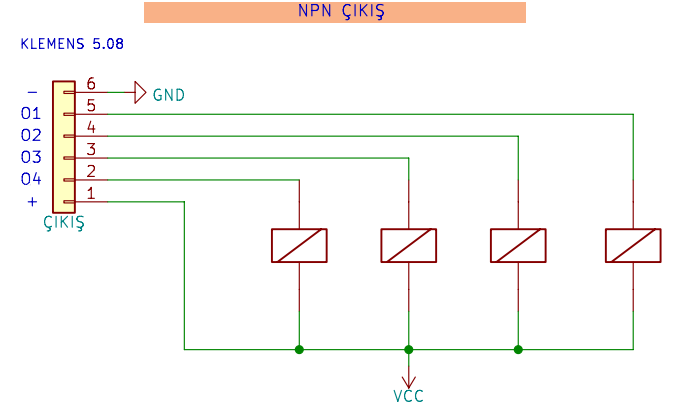 NPN ÇIKIŞ
KLEMENS 5.08
- 6
GND
O1 5
O2 4
O3 3
O4 2
+ 1
ÇIKIŞ
VCC